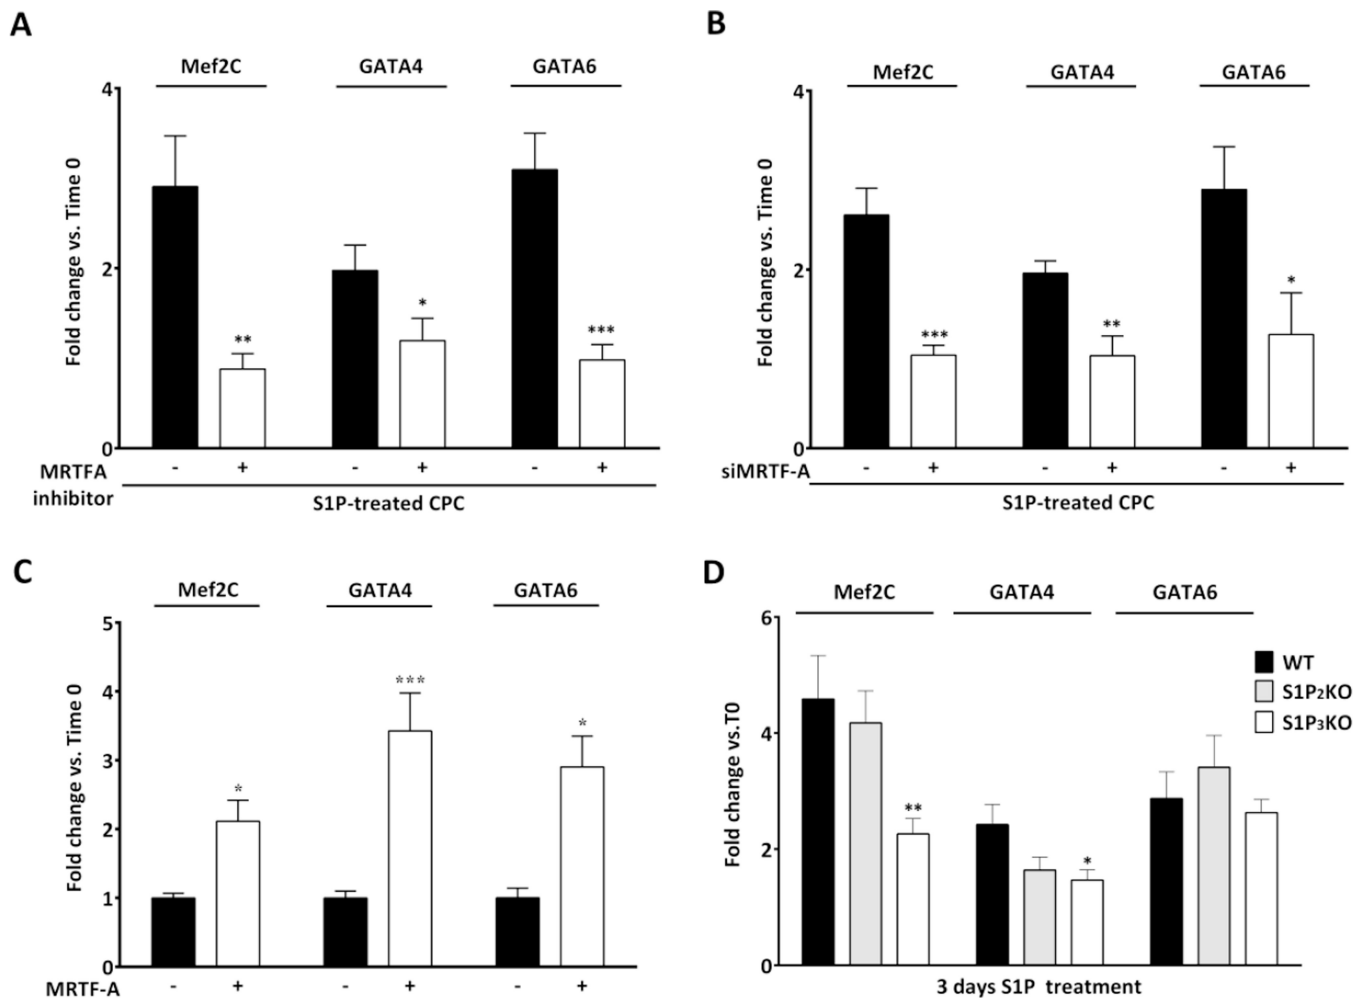 A
Mef2C GATA4 GATA6
Fold change vs. Time 0
4
2
0
** * ***
MRTFA inhibitor - + - + - +
S1P-treated CPC
B
Mef2C GATA4 GATA6
Fold change vs. Time 0
4
2
0
*** ** *
siMRTF-A - + - + - +
S1P-treated CPC
C
Mef2C GATA4 GATA6
Fold change vs. Time 0
5
4
3
2
1
0
* *** *
MRTF-A - + - + - +
D
Mef2C GATA4 GATA6
Fold change vs.T0
6
4
2
0
** *
WT
S1P₂KO
S1P₃KO
3 days S1P treatment